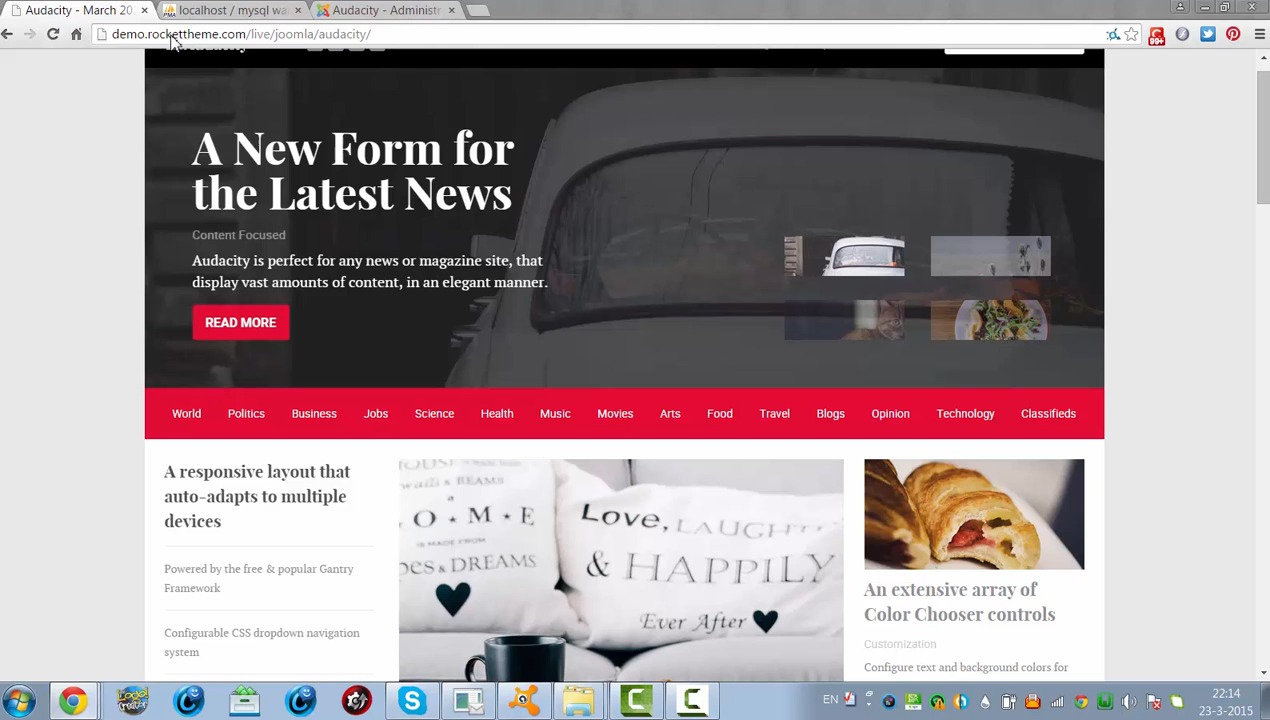 Audacity - March 20
localhost / mysql wa
Audacity - Administr
demo.rockettheme.com/live/joomla/audacity/
99+
A New Form for
the Latest News
Content Focused
Audacity is perfect for any news or magazine site, that
display vast amounts of content, in an elegant manner.
READ MORE
World Politics Business Jobs Science Health Music Movies Arts Food Travel Blogs Opinion Technology Classifieds
A responsive layout that
auto-adapts to multiple
devices
Powered by the free & popular Gantry
Framework
Configurable CSS dropdown navigation
system
Love, LAUGHTER
& HAPPILY
Ever After
An extensive array of
Color Chooser controls
Customization
Configure text and background colors for
EN
22:14
23-3-2015